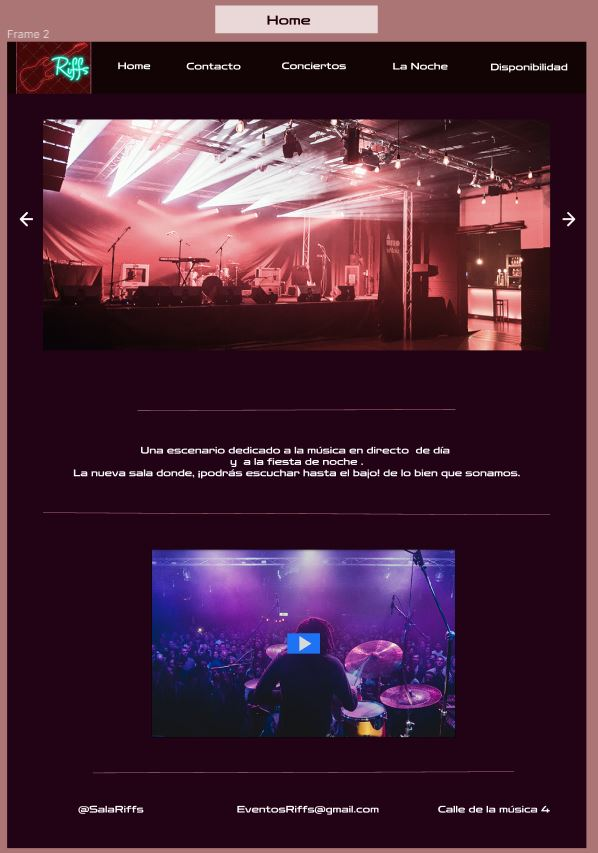 Home
Frame 2
Riffs
Home Contacto Conciertos La Noche Disponibilidad
Una escenario dedicado a la música en directo de día
y a la fiesta de noche .
La nueva sala donde, ¡podrás escuchar hasta el bajo! de lo bien que sonamos.
@SalaRiffs EventosRiffs@gmail.com Calle de la música 4